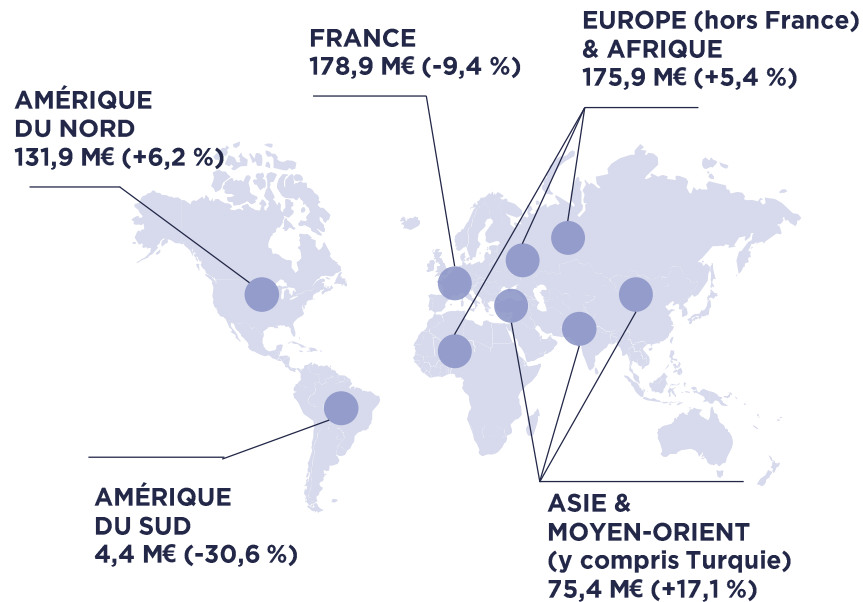 FRANCE
178,9 M€ (-9,4 %)
EUROPE (hors France)
& AFRIQUE
175,9 M€ (+5,4 %)
AMÉRIQUE
DU NORD
131,9 M€ (+6,2 %)
AMÉRIQUE
DU SUD
4,4 M€ (-30,6 %)
ASIE &
MOYEN-ORIENT
(y compris Turquie)
75,4 M€ (+17,1 %)